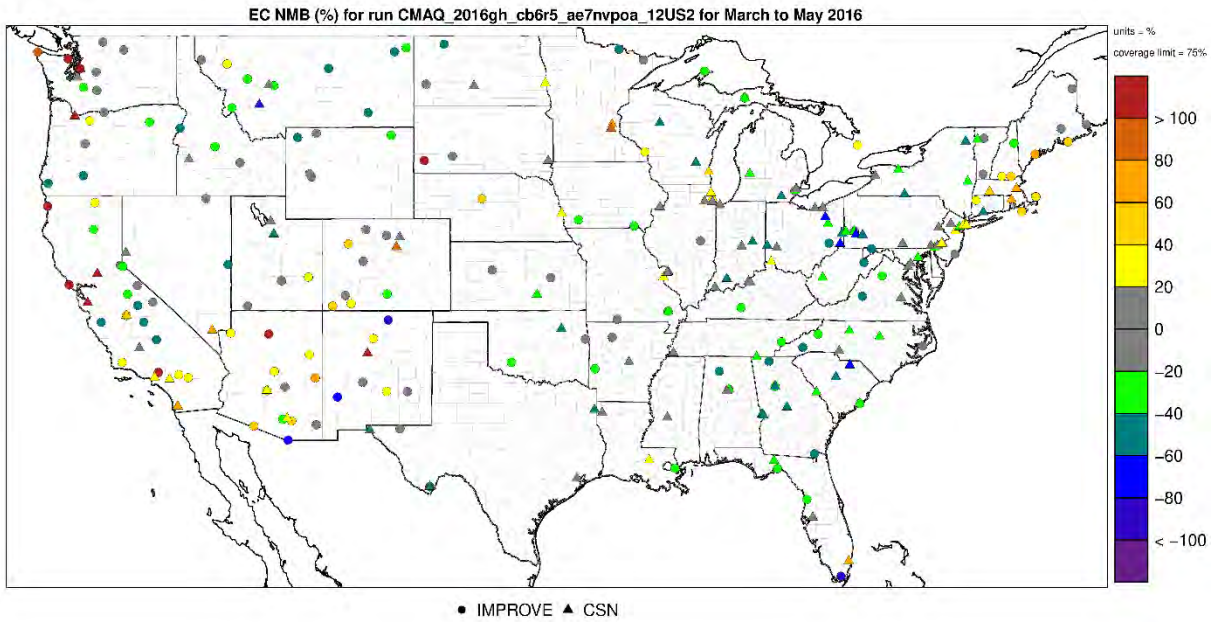 EC NMB (%) for run CMAQ_2016gh_cb6r5_ae7nvpoa_12US2 for March to May 2016
units = %
coverage limit = 75%
> 100
80
60
40
20
0
−20
−40
−60
−80
< −100
● IMPROVE ▲ CSN